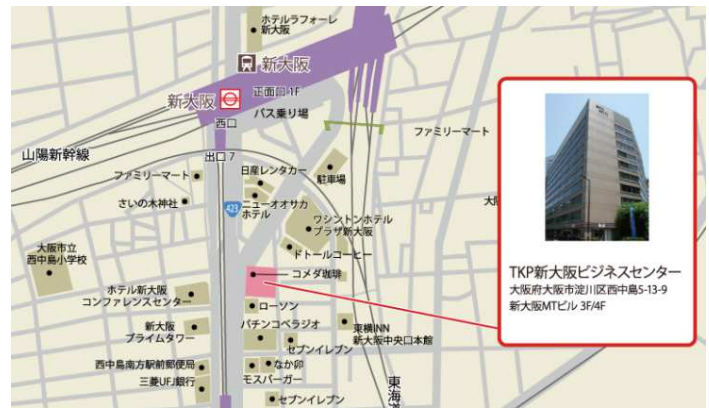 ホテルラフォーレ
新大阪
新大阪
新大阪
正面口 1F
西口
バス乗り場
山陽新幹線
出口 7
ファミリーマート
ファミリーマート
日産レンタカー
駐車場
さいの木神社
423
ニューオオサカ
ホテル
ワシントンホテル
プラザ新大阪
大阪市立
西中島小学校
ドトールコーヒー
コメダ珈琲
ホテル新大阪
コンファレンスセンター
ローソン
新大阪
プライムタワー
パチンコベラジオ
東横INN
新大阪中央口本館
セブンイレブン
西中島南方駅前郵便局
なか卯
三菱UFJ銀行
モスバーガー
セブンイレブン
東海道
TKP新大阪ビジネスセンター
大阪府大阪市淀川区西中島5-13-9
新大阪MTビル 3F/4F